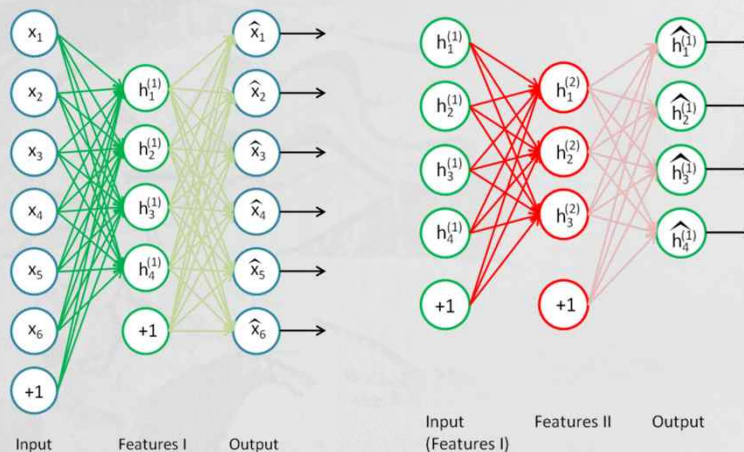 x₁
x₂
x₃
x₄
x₅
x₆
+1
h₁⁽¹⁾
h₂⁽¹⁾
h₃⁽¹⁾
h₄⁽¹⁾
+1
x̂₁
x̂₂
x̂₃
x̂₄
x̂₅
x̂₆
Input
Features I
Output
h₁⁽¹⁾
h₂⁽¹⁾
h₃⁽¹⁾
h₄⁽¹⁾
+1
h₁⁽²⁾
h₂⁽²⁾
h₃⁽²⁾
+1
ĥ₁⁽¹⁾
ĥ₂⁽¹⁾
ĥ₃⁽¹⁾
ĥ₄⁽¹⁾
Input
(Features I)
Features II
Output